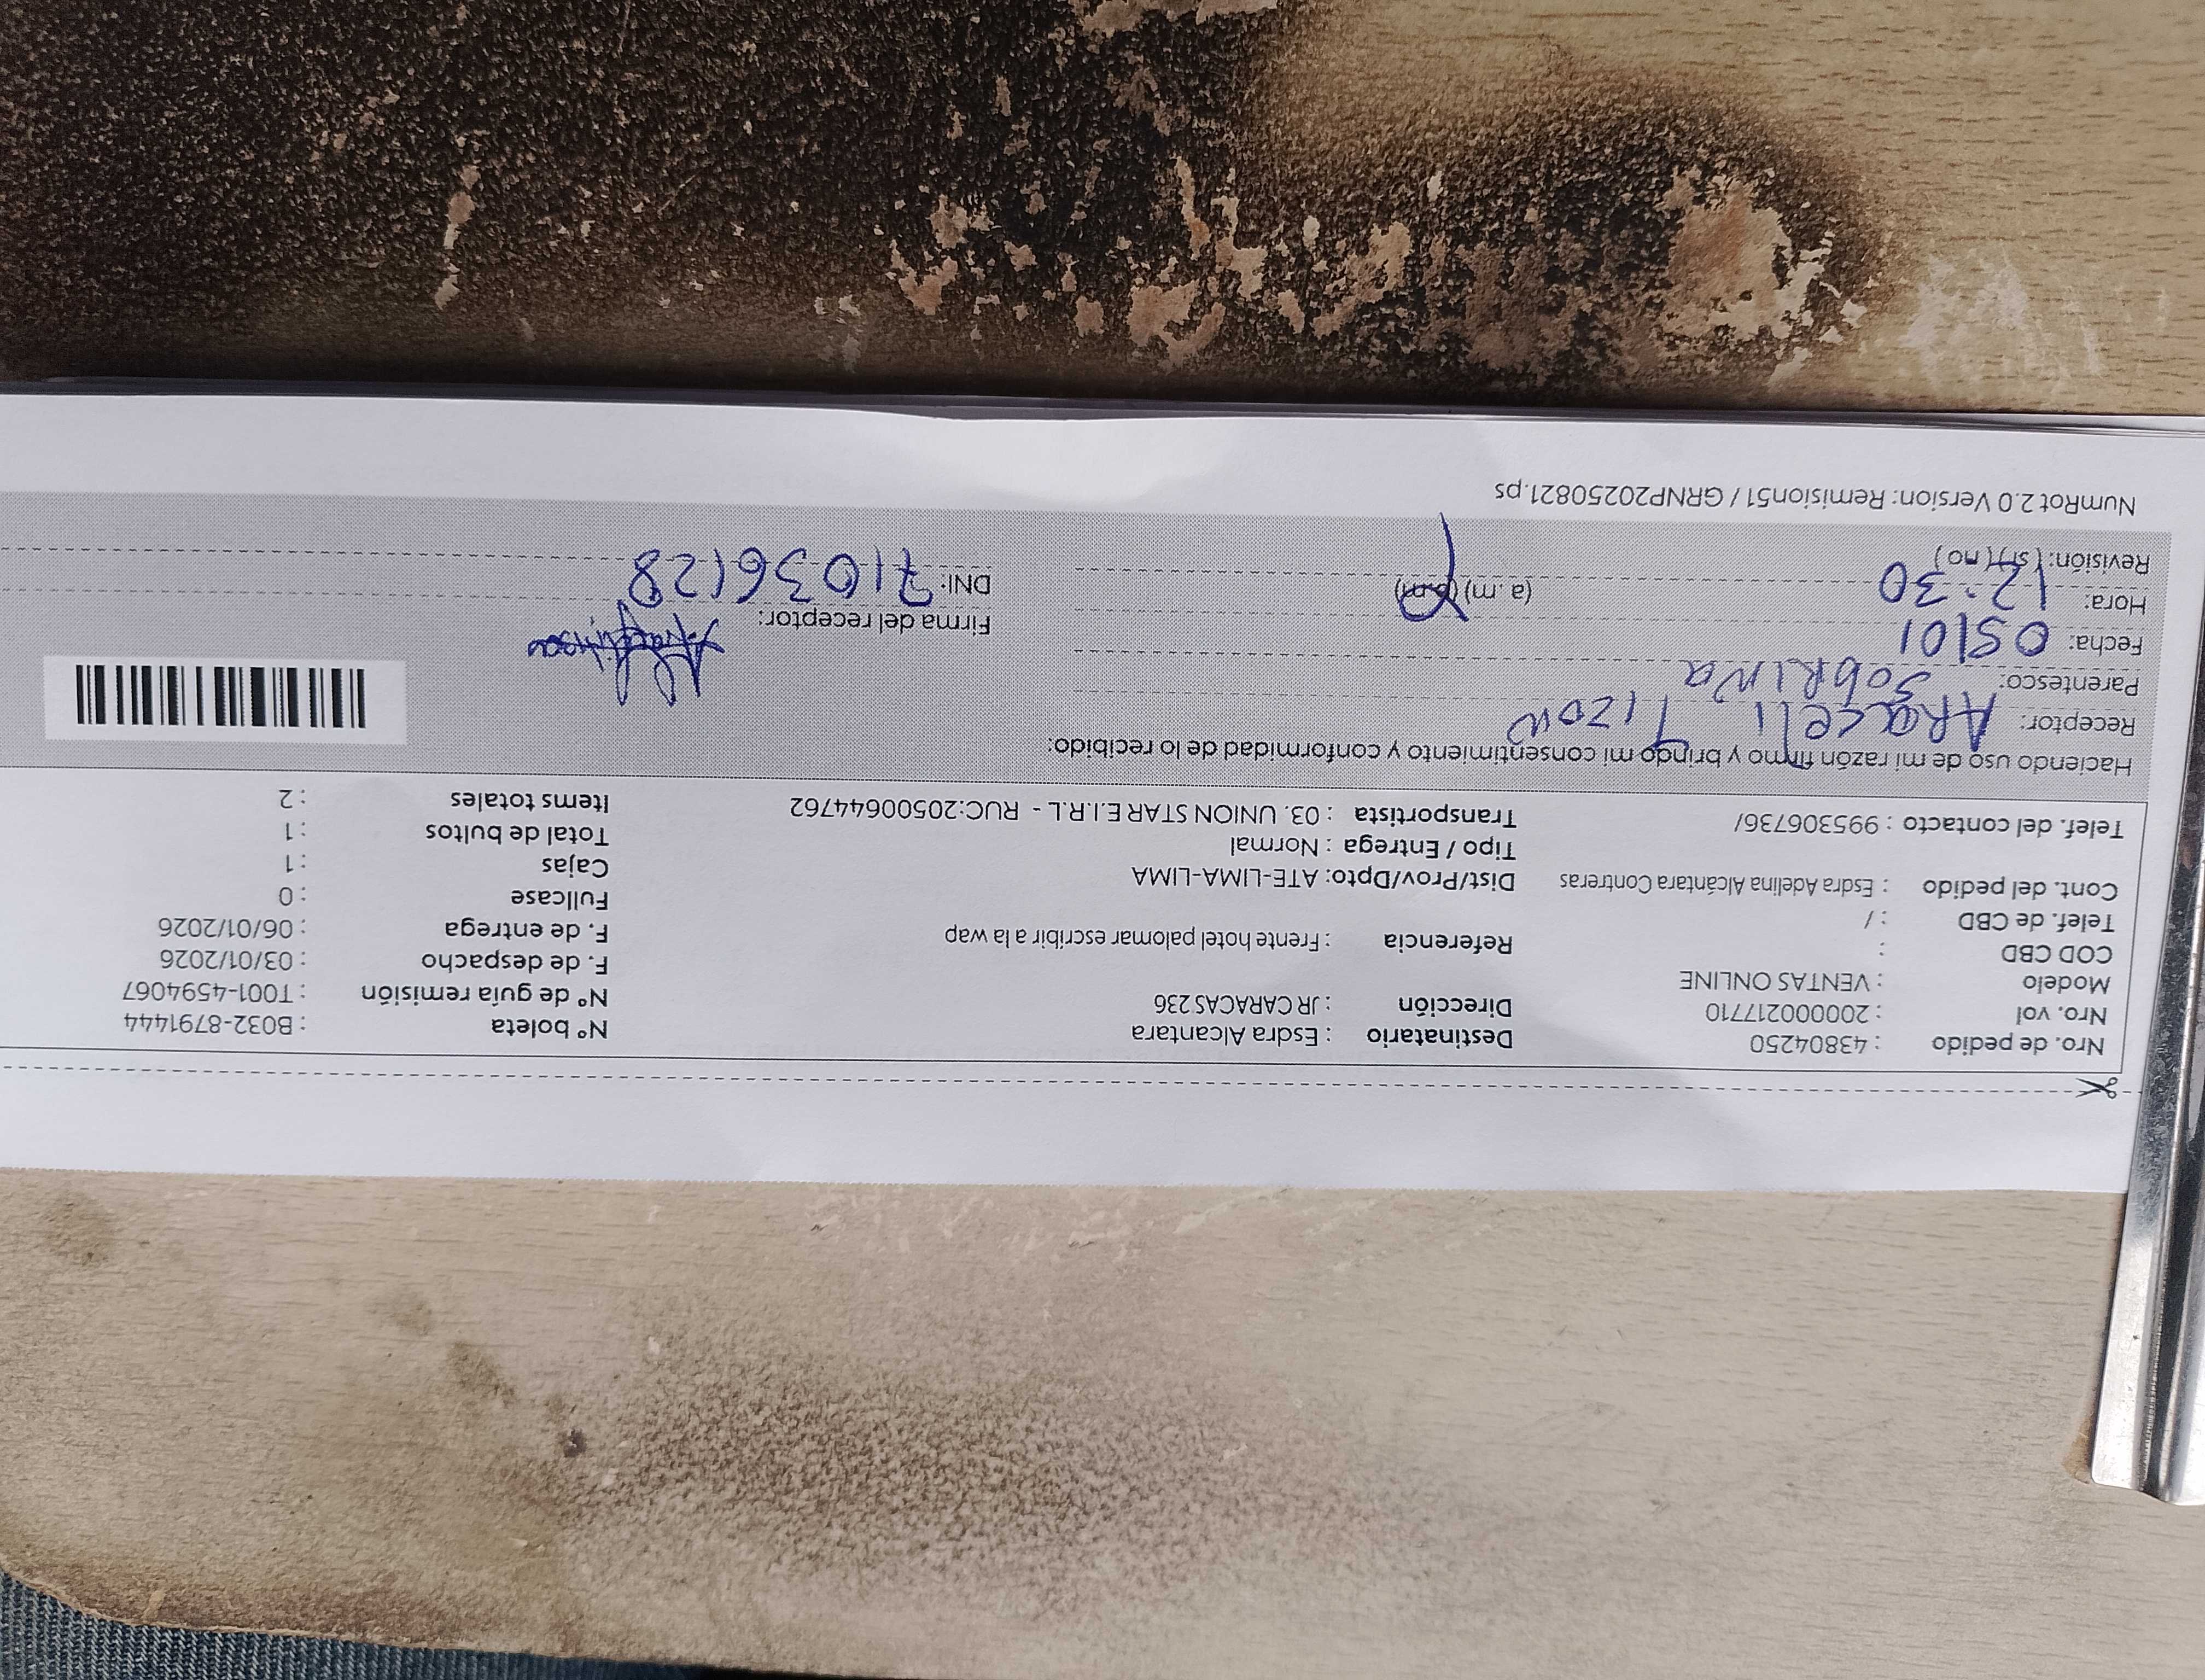 Nro. de pedido : 43804250 Destinatario : Esdra Alcantara Nº boleta : B032-8791444
Nro. vol : 20000217710 Dirección : JR CARACAS 236 Nº de guía remisión : T001-4594067
Modelo : VENTAS ONLINE F. de despacho : 03/01/2026
COD CBD : Referencia : Frente hotel palomar escribir a la wap F. de entrega : 06/01/2026
Telef. de CBD : / Fullcase : 0
Cont. del pedido : Esdra Adelina Alcántara Contreras Dist/Prov/Dpto: ATE-LIMA-LIMA Cajas : 1
Tipo / Entrega : Normal Total de bultos : 1
Telef. del contacto : 995306736/ Transportista : 03. UNION STAR E.I.R.L - RUC:20500644762 Items totales : 2
Haciendo uso de mi razón firmo y brindo mi consentimiento y conformidad de lo recibido:
Receptor: ARaceli Tizon
Parentesco: SobRiNa
Fecha: 05/01 Firma del receptor:
Hora: 12:30 (a.m) (p.m) DNI: 71036128
Revisión: (si) (no)
NumRot 2.0 Version: Remision51 / GRNP20250821.ps